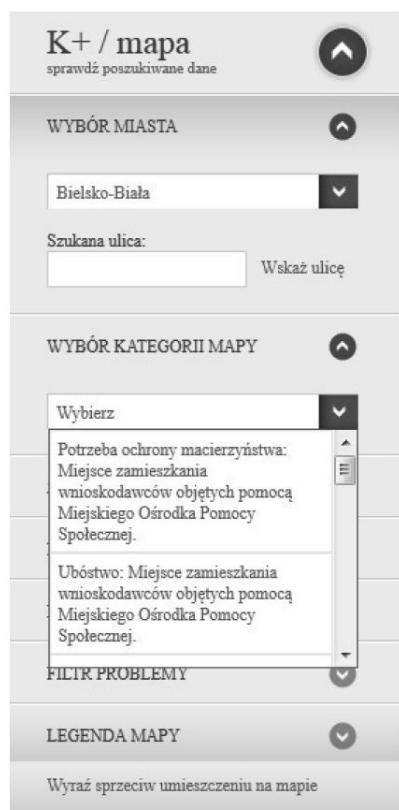 K+ / mapa
sprawdź poszukiwane dane
WYBÓR MIASTA
Bielsko-Biała
Szukana ulica:
Wskaż ulicę
WYBÓR KATEGORII MAPY
Wybierz
Potrzeba ochrony macierzyństwa:
Miejsce zamieszkania
wnioskodawców objętych pomocą
Miejskiego Ośrodka Pomocy
Społecznej.
Ubóstwo: Miejsce zamieszkania
wnioskodawców objętych pomocą
Miejskiego Ośrodka Pomocy
Społecznej.
FILTR PROBLEMY
LEGENDA MAPY
Wyraź sprzeciw umieszczeniu na mapie